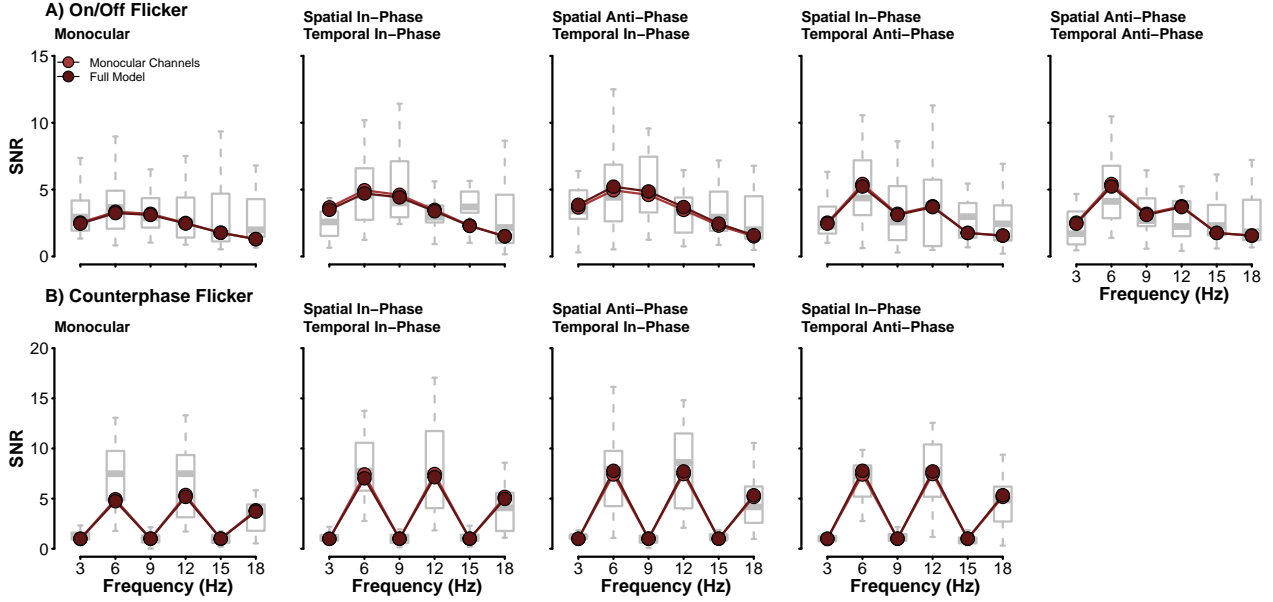 A) On/Off Flicker
Monocular
Spatial In−Phase
Temporal In−Phase
Spatial Anti−Phase
Temporal In−Phase
Spatial In−Phase
Temporal Anti−Phase
Spatial Anti−Phase
Temporal Anti−Phase
15
10
5
0
SNR
Monocular Channels
Full Model
3 6 9 12 15 18
Frequency (Hz)
B) Counterphase Flicker
Monocular
Spatial In−Phase
Temporal In−Phase
Spatial Anti−Phase
Temporal In−Phase
Spatial In−Phase
Temporal Anti−Phase
20
15
10
5
0
SNR
3 6 9 12 15 18
Frequency (Hz)
3 6 9 12 15 18
Frequency (Hz)
3 6 9 12 15 18
Frequency (Hz)
3 6 9 12 15 18
Frequency (Hz)